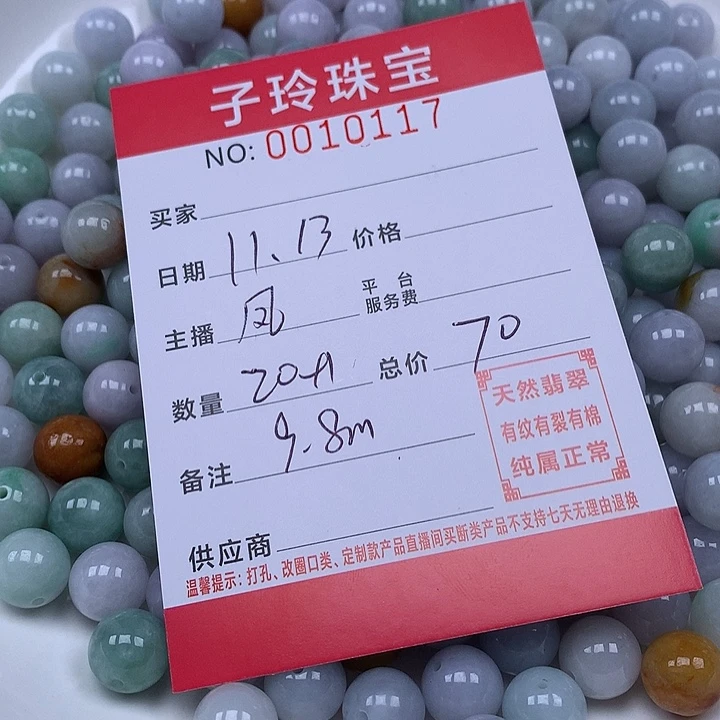 子玲珠宝
NO: 0010117
买家
日期 11.13 价格
主播 凤 平台服务费
数量 20个 总价 70
备注 9.8m
天然翡翠
有纹有裂有棉
纯属正常
供应商
温馨提示：打孔、改圈口类、定制款产品直播间买断类产品不支持七天无理由退换